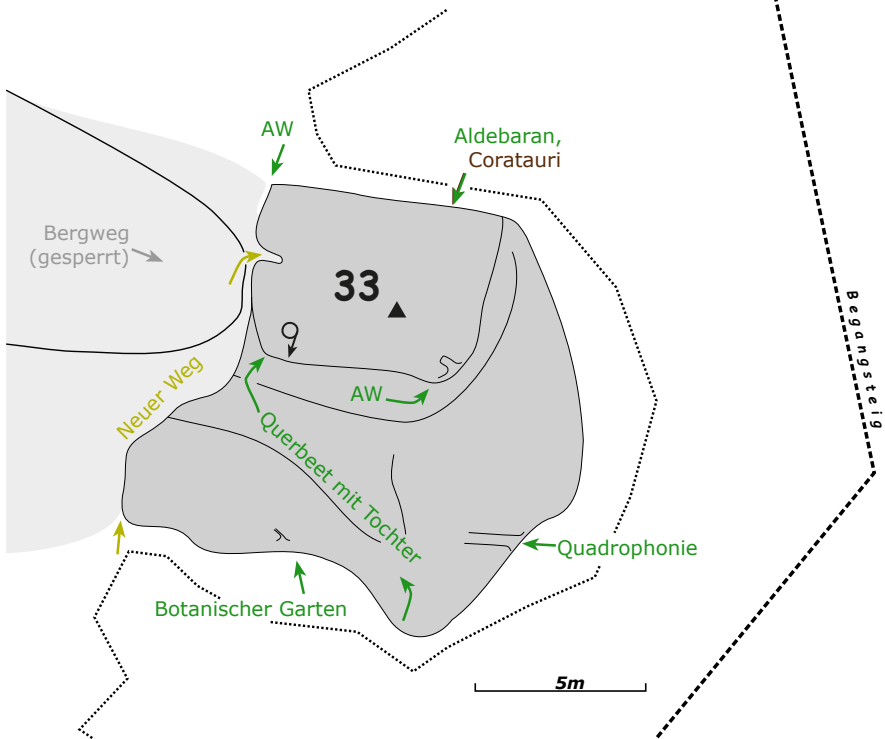 AW
Aldebaran,
Coratauri
Bergweg
(gesperrt)
33
Begangsteig
Neuer Weg
AW
Querbeet mit Tochter
Quadrophonie
Botanischer Garten
5m